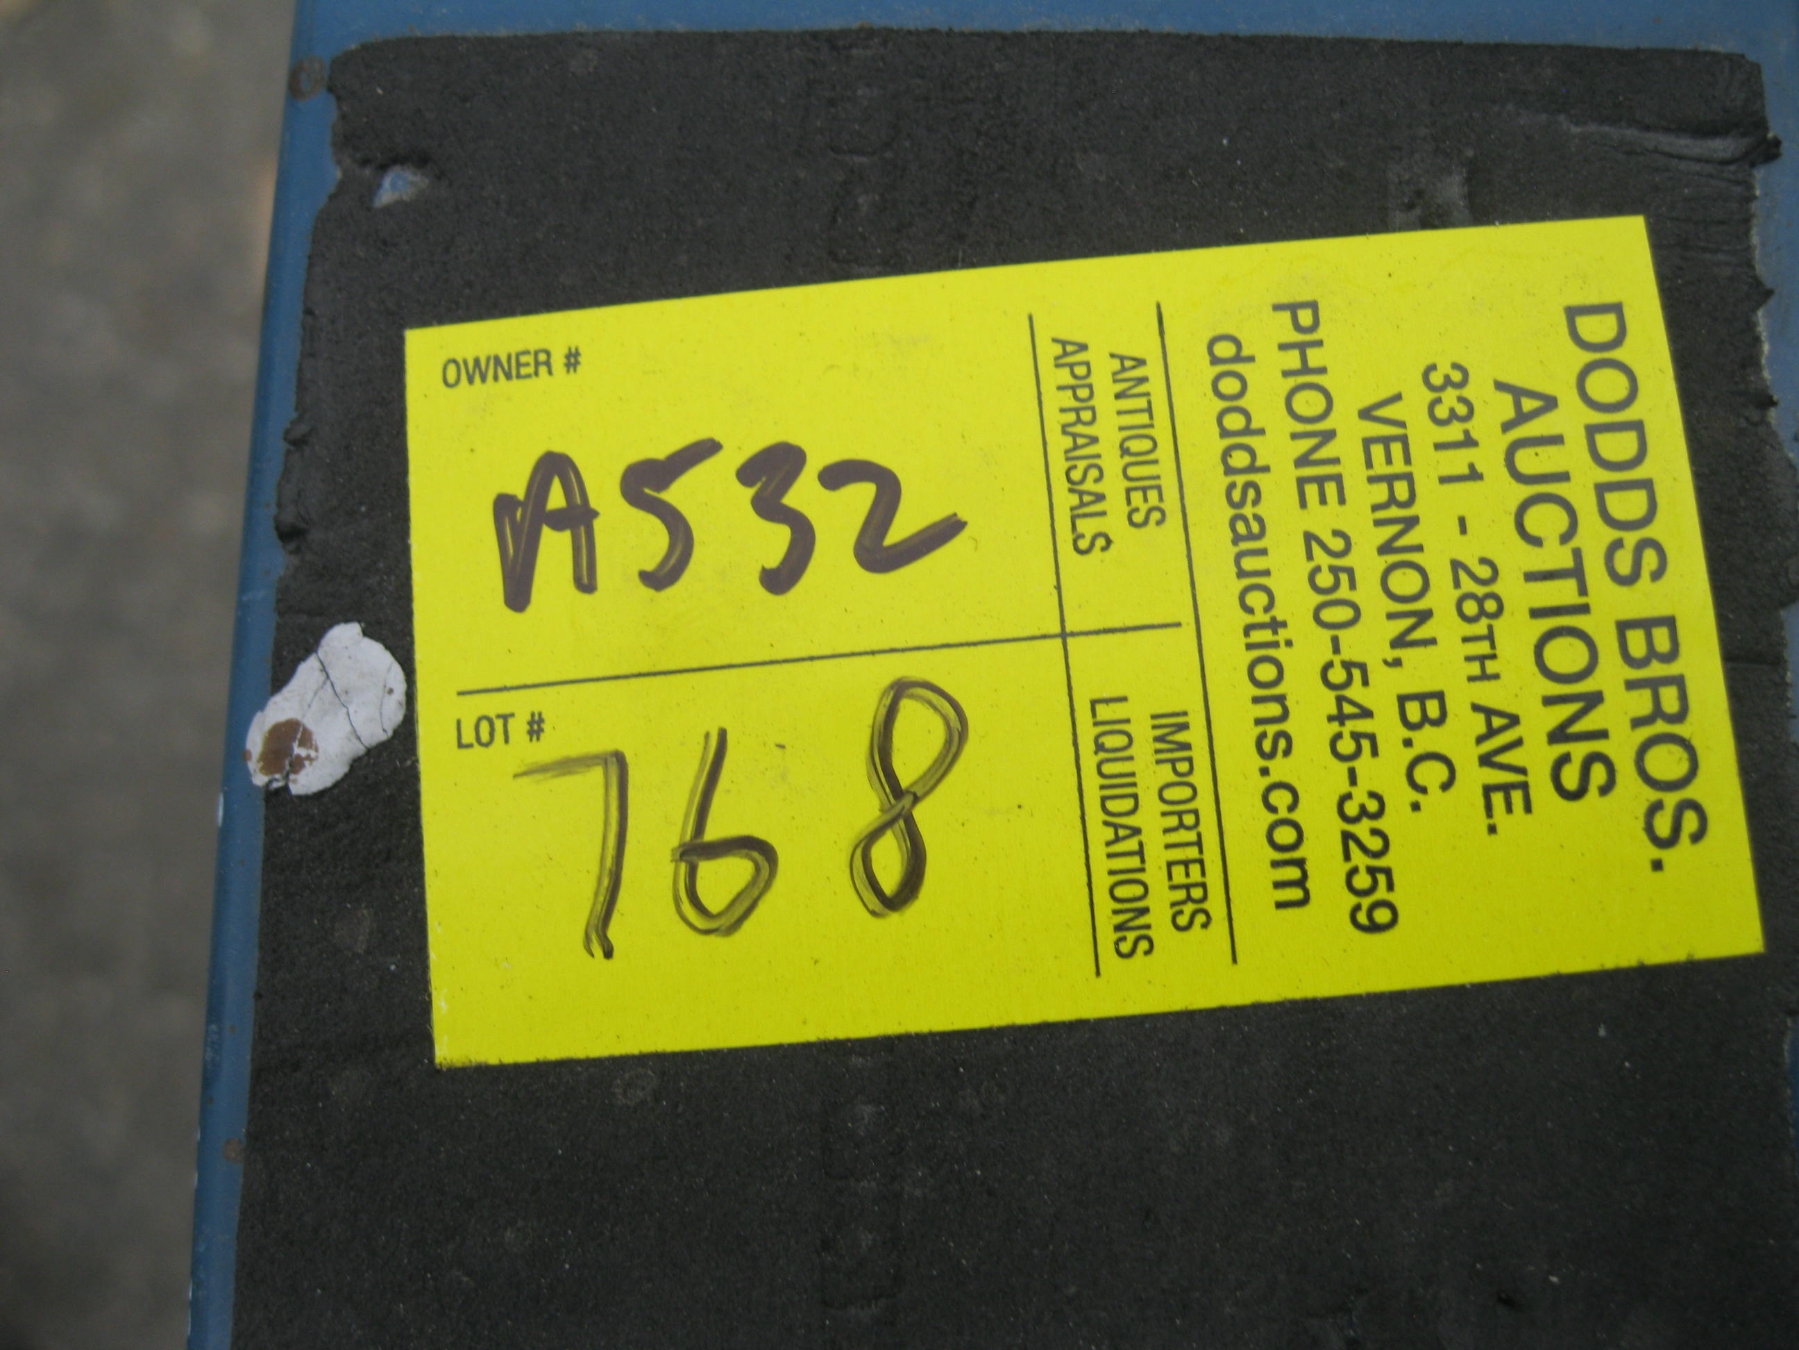 DODDS BROS.
AUCTIONS
3311 - 28TH AVE.
VERNON, B.C.
PHONE 250-545-3259
doddsauctions.com
ANTIQUES
APPRAISALS
IMPORTERS
LIQUIDATIONS
OWNER #
A532
LOT #
768